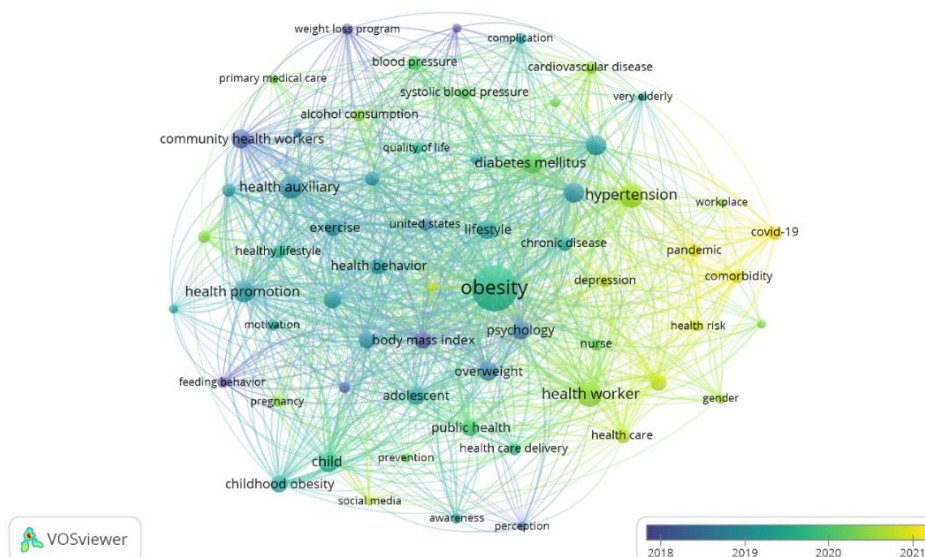 weight loss program
complication
blood pressure
cardiovascular disease
primary medical care
systolic blood pressure
very elderly
alcohol consumption
community health workers
quality of life
diabetes mellitus
health auxiliary
hypertension
workplace
exercise
united states
lifestyle
covid-19
healthy lifestyle
chronic disease
pandemic
health behavior
depression
comorbidity
obesity
health promotion
motivation
psychology
health risk
body mass index
nurse
overweight
feeding behavior
pregnancy
adolescent
health worker
gender
public health
health care
health care delivery
child
prevention
childhood obesity
social media
awareness
perception
VOSviewer
2018 2019 2020 2021